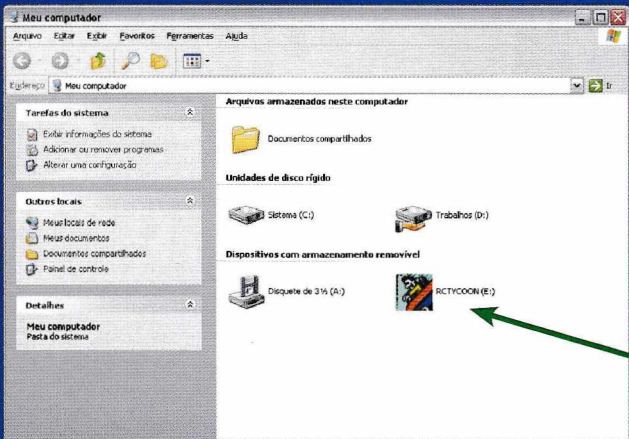 Meu computador
Arquivo Editar Exibir Favoritos Ferramentas Ajuda
Endereço Meu computador Ir
Tarefas do sistema
Exibir informações do sistema
Adicionar ou remover programas
Alterar uma configuração
Outros locais
Meus locais de rede
Meus documentos
Documentos compartilhados
Painel de controle
Detalhes
Meu computador
Pasta do sistema
Arquivos armazenados neste computador
Documentos compartilhados
Unidades de disco rígido
Sistema (C:)
Trabalhos (D:)
Dispositivos com armazenamento removível
Disquete de 3½ (A:)
RCTYCOON (E:)